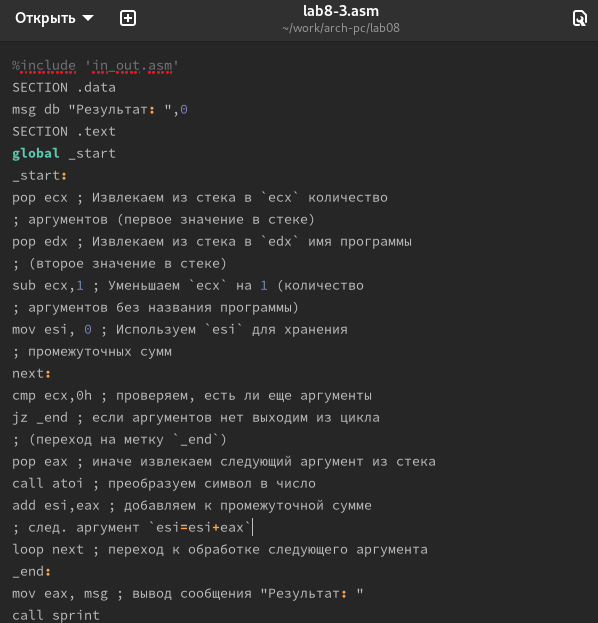 Открыть
lab8-3.asm
~/work/arch-pc/lab08
%include 'in_out.asm'
SECTION .data
msg db "Результат: ",0
SECTION .text
global _start
_start:
pop ecx ; Извлекаем из стека в `ecx` количество
; аргументов (первое значение в стеке)
pop edx ; Извлекаем из стека в `edx` имя программы
; (второе значение в стеке)
sub ecx,1 ; Уменьшаем `ecx` на 1 (количество
; аргументов без названия программы)
mov esi, 0 ; Используем `esi` для хранения
; промежуточных сумм
next:
cmp ecx,0h ; проверяем, есть ли еще аргументы
jz _end ; если аргументов нет выходим из цикла
; (переход на метку `_end`)
pop eax ; иначе извлекаем следующий аргумент из стека
call atoi ; преобразуем символ в число
add esi,eax ; добавляем к промежуточной сумме
; след. аргумент `esi=esi+eax`
loop next ; переход к обработке следующего аргумента
_end:
mov eax, msg ; вывод сообщения "Результат: "
call sprint